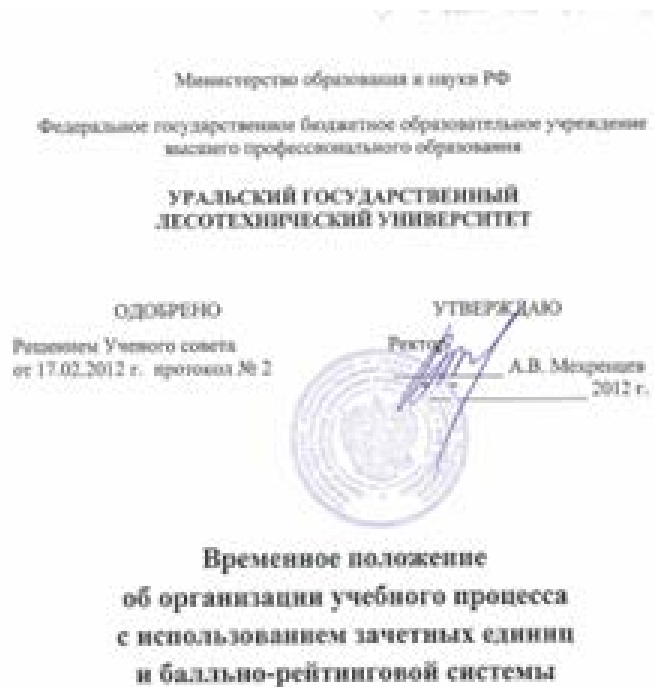 Министерство образования и науки РФ
Федеральное государственное бюджетное образовательное учреждение
высшего профессионального образования
УРАЛЬСКИЙ ГОСУДАРСТВЕННЫЙ
ЛЕСОТЕХНИЧЕСКИЙ УНИВЕРСИТЕТ
ОДОБРЕНО
Решением Ученого совета
от 17.02.2012 г. протокол № 2
УТВЕРЖДАЮ
Ректор
А.В. Мехренцев
2012 г.
Временное положение
об организации учебного процесса
с использованием зачетных единиц
и балльно-рейтинговой системы